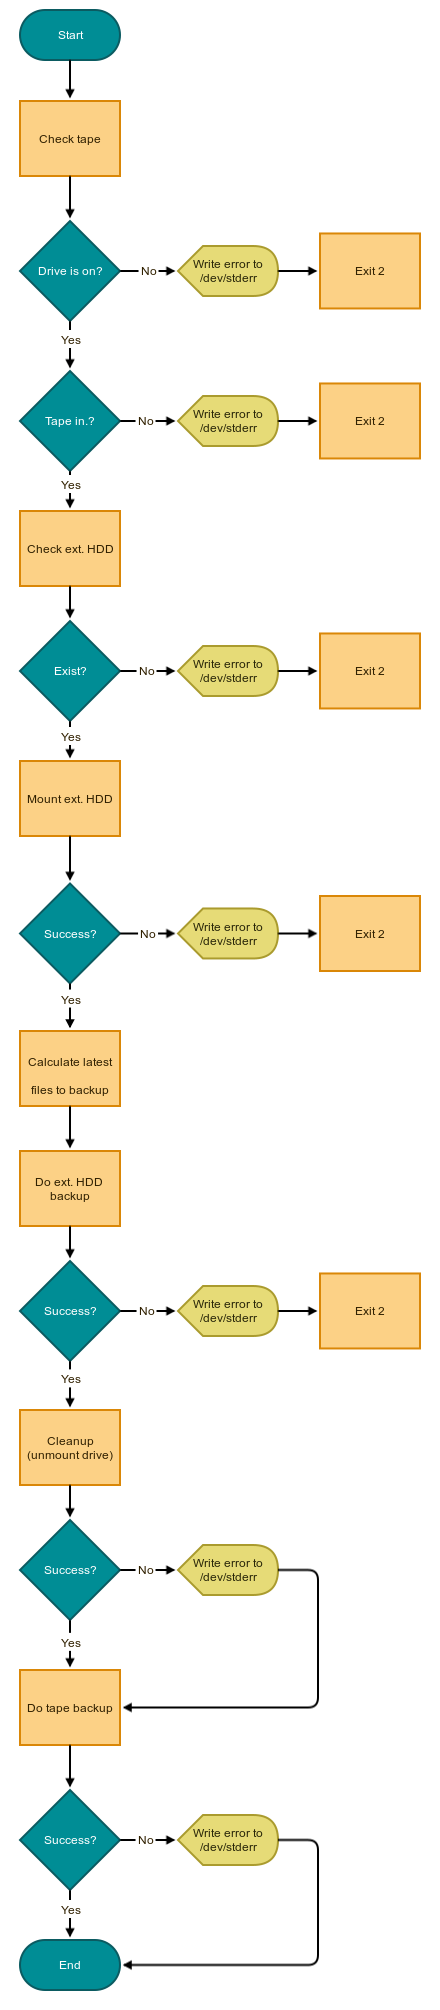 Start
Check tape
Drive is on?
No
Write error to
/dev/stderr
Exit 2
Yes
Tape in.?
No
Write error to
/dev/stderr
Exit 2
Yes
Check ext. HDD
Exist?
No
Write error to
/dev/stderr
Exit 2
Yes
Mount ext. HDD
Success?
No
Write error to
/dev/stderr
Exit 2
Yes
Calculate latest
files to backup
Do ext. HDD
backup
Success?
No
Write error to
/dev/stderr
Exit 2
Yes
Cleanup
(unmount drive)
Success?
No
Write error to
/dev/stderr
Yes
Do tape backup
Success?
No
Write error to
/dev/stderr
Yes
End